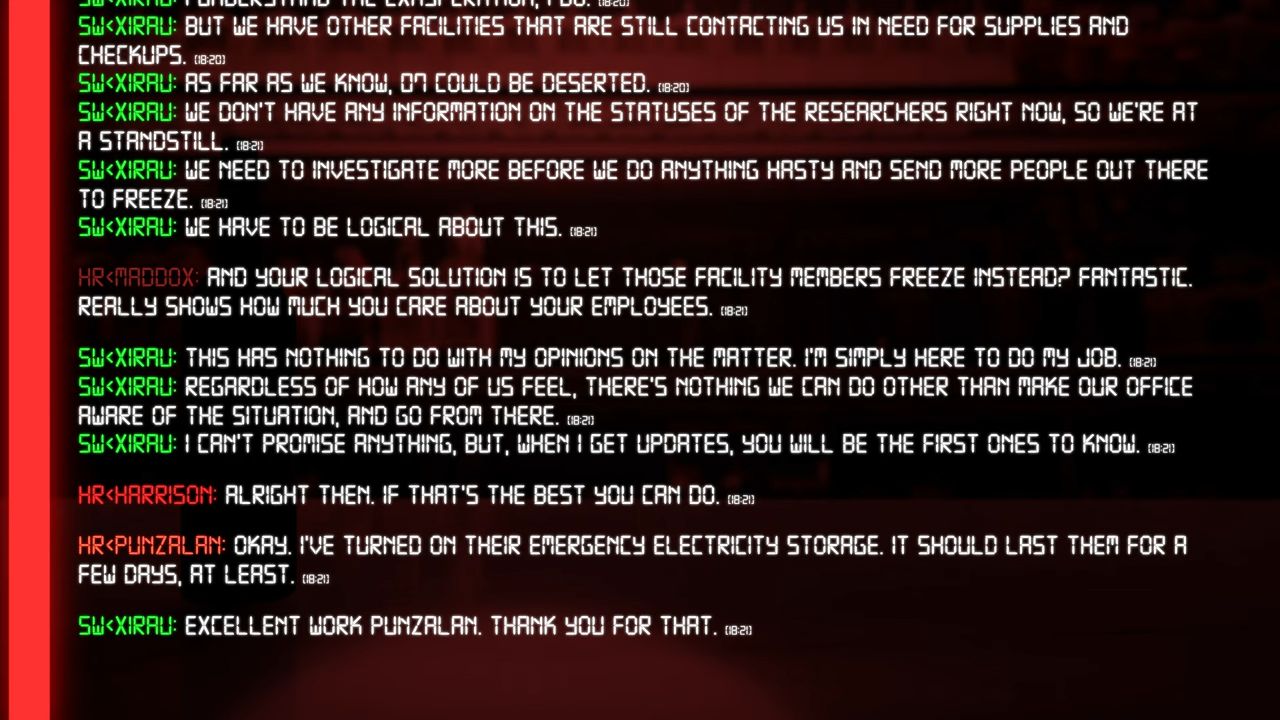 SW<XIRAU: I UNDERSTAND THE EXASPERATION, I DO. [18:20]
SW<XIRAU: BUT WE HAVE OTHER FACILITIES THAT ARE STILL CONTACTING US IN NEED FOR SUPPLIES AND
CHECKUPS. [18:20]
SW<XIRAU: AS FAR AS WE KNOW, 07 COULD BE DESERTED. [18:20]
SW<XIRAU: WE DON'T HAVE ANY INFORMATION ON THE STATUSES OF THE RESEARCHERS RIGHT NOW, SO WE'RE AT
A STANDSTILL. [18:21]
SW<XIRAU: WE NEED TO INVESTIGATE MORE BEFORE WE DO ANYTHING HASTY AND SEND MORE PEOPLE OUT THERE
TO FREEZE. [18:21]
SW<XIRAU: WE HAVE TO BE LOGICAL ABOUT THIS. [18:21]
HR<MADDOX: AND YOUR LOGICAL SOLUTION IS TO LET THOSE FACILITY MEMBERS FREEZE INSTEAD? FANTASTIC.
REALLY SHOWS HOW MUCH YOU CARE ABOUT YOUR EMPLOYEES. [18:21]
SW<XIRAU: THIS HAS NOTHING TO DO WITH MY OPINIONS ON THE MATTER. I'M SIMPLY HERE TO DO MY JOB. [18:21]
SW<XIRAU: REGARDLESS OF HOW ANY OF US FEEL, THERE'S NOTHING WE CAN DO OTHER THAN MAKE OUR OFFICE
AWARE OF THE SITUATION, AND GO FROM THERE. [18:21]
SW<XIRAU: I CAN'T PROMISE ANYTHING, BUT, WHEN I GET UPDATES, YOU WILL BE THE FIRST ONES TO KNOW. [18:21]
HR<HARRISON: ALRIGHT THEN. IF THAT'S THE BEST YOU CAN DO. [18:21]
HR<PUNZALAN: OKAY. I'VE TURNED ON THEIR EMERGENCY ELECTRICITY STORAGE. IT SHOULD LAST THEM FOR A
FEW DAYS, AT LEAST. [18:21]
SW<XIRAU: EXCELLENT WORK PUNZALAN. THANK YOU FOR THAT. [18:21]